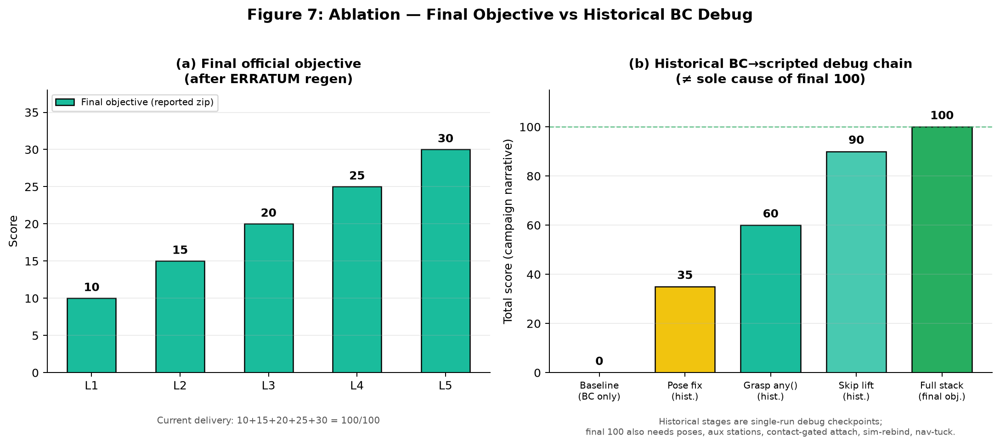 Figure 7: Ablation — Final Objective vs Historical BC Debug
(a) Final official objective
(after ERRATUM regen)
Final objective (reported zip)
Score
35
30
25
20
15
10
5
0
10
15
20
25
30
L1
L2
L3
L4
L5
Current delivery: 10+15+20+25+30 = 100/100
(b) Historical BC→scripted debug chain
(≠ sole cause of final 100)
Total score (campaign narrative)
100
80
60
40
20
0
0
35
60
90
100
Baseline
(BC only)
Pose fix
(hist.)
Grasp any()
(hist.)
Skip lift
(hist.)
Full stack
(final obj.)
Historical stages are single-run debug checkpoints;
final 100 also needs poses, aux stations, contact-gated attach, sim-rebind, nav-tuck.